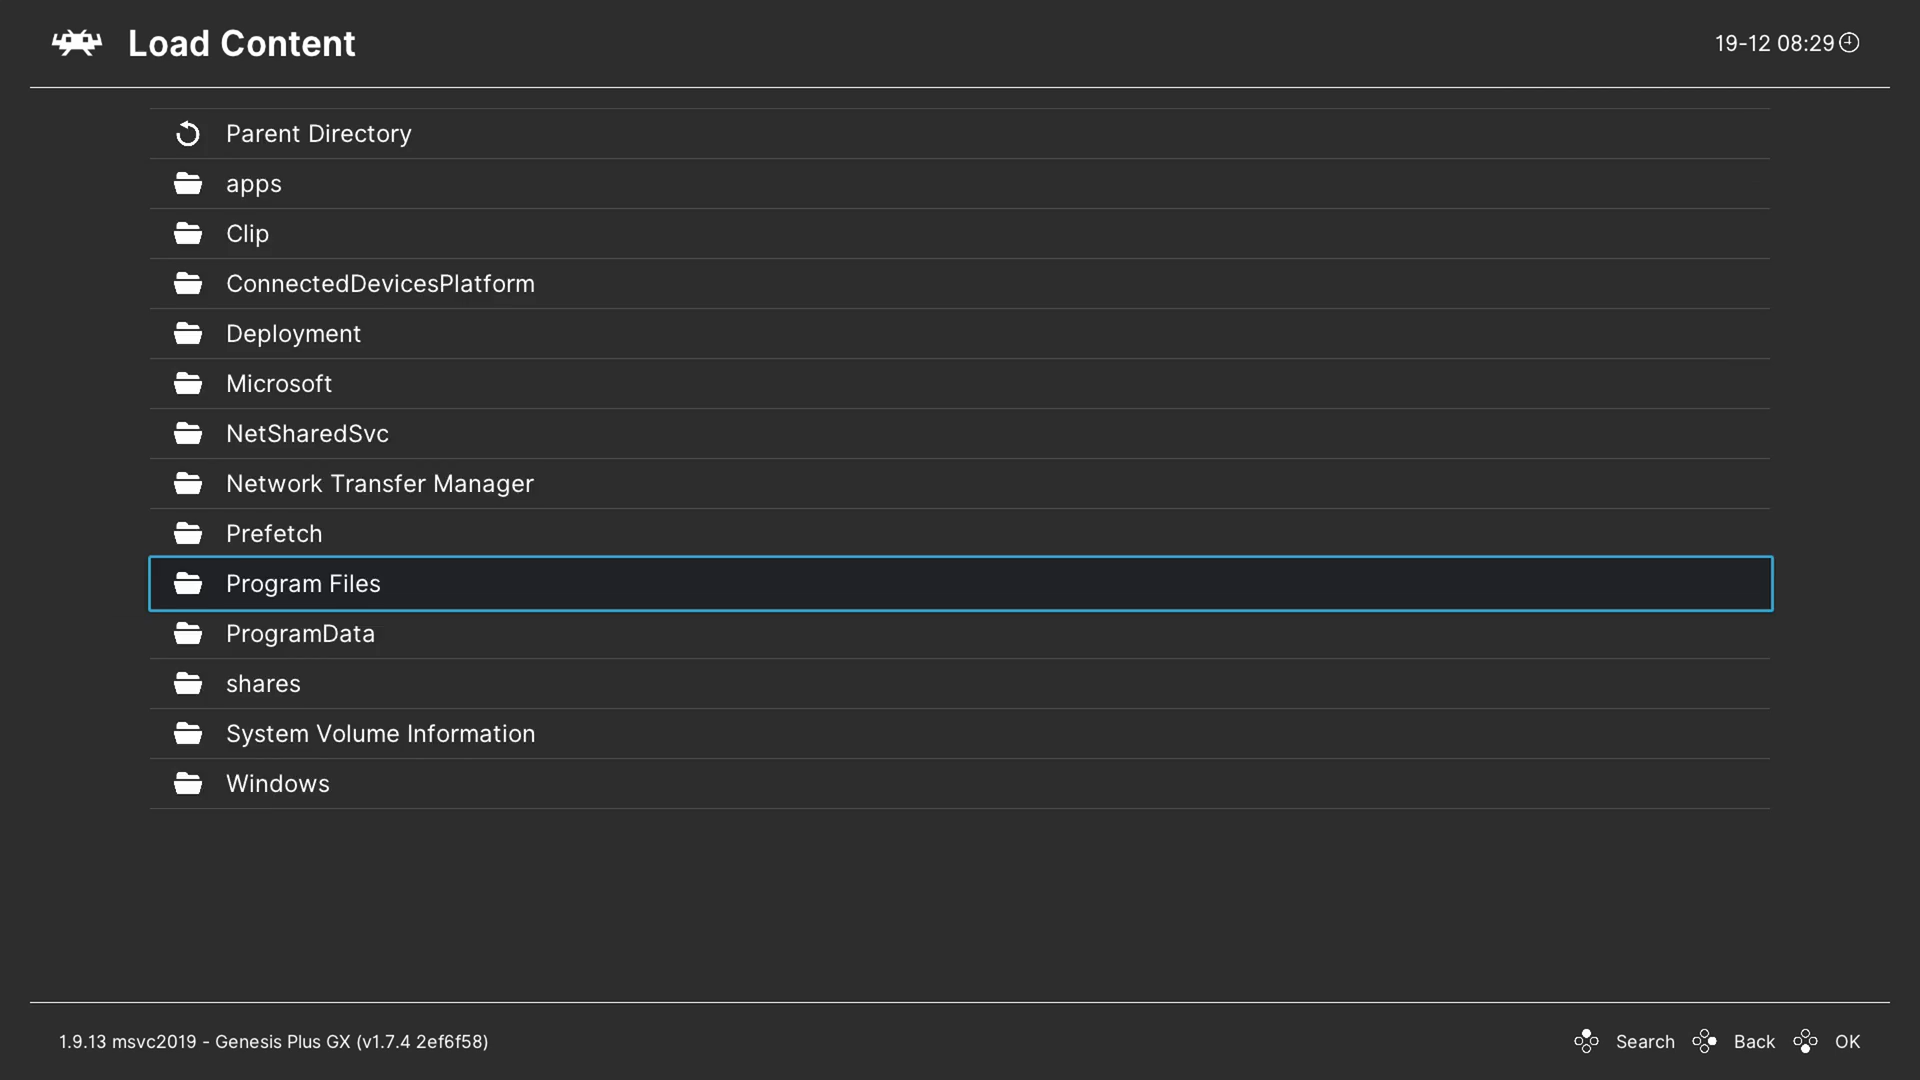 Load Content
19-12 08:29
Parent Directory
apps
Clip
ConnectedDevicesPlatform
Deployment
Microsoft
NetSharedSvc
Network Transfer Manager
Prefetch
Program Files
ProgramData
shares
System Volume Information
Windows
1.9.13 msvc2019 - Genesis Plus GX (v1.7.4 2ef6f58)
Search Back OK